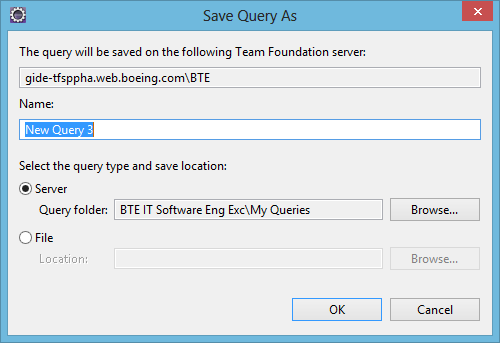 Save Query As
The query will be saved on the following Team Foundation server:
gide-tfsppha.web.boeing.com\BTE
Name:
New Query 3
Select the query type and save location:
Server
Query folder: BTE IT Software Eng Exc\My Queries Browse...
File
Location: Browse...
OK Cancel